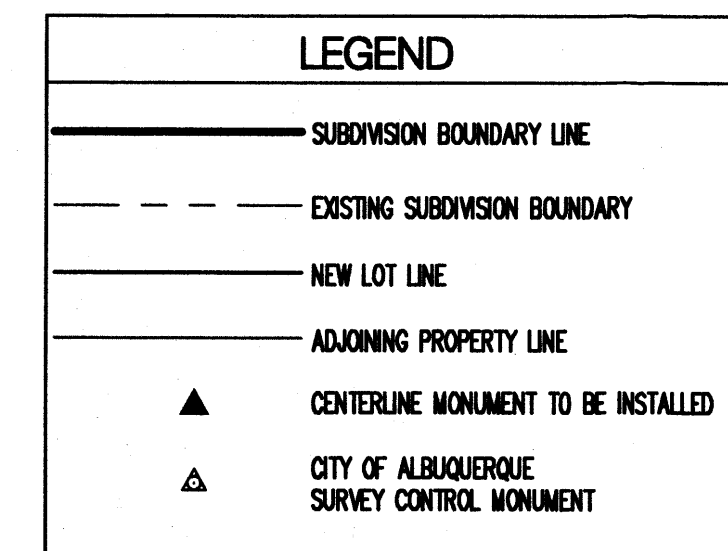 LEGEND
SUBDIVISION BOUNDARY LINE
EXISTING SUBDIVISION BOUNDARY
NEW LOT LINE
ADJOINING PROPERTY LINE
CENTERLINE MONUMENT TO BE INSTALLED
CITY OF ALBUQUERQUE
SURVEY CONTROL MONUMENT